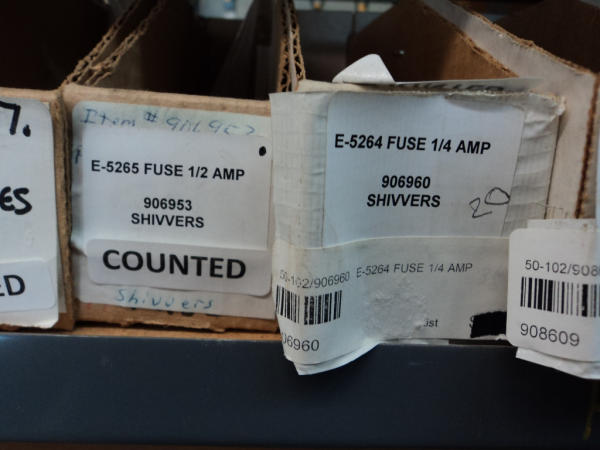 7.
ES
ED
Item # 906953
E-5265 FUSE 1/2 AMP
906953
SHIVVERS
COUNTED
Shivvers
E-5264 FUSE 1/4 AMP
906960
SHIVVERS
20
50-102/906960
E-5264 FUSE 1/4 AMP
06960
50-102/908
908609